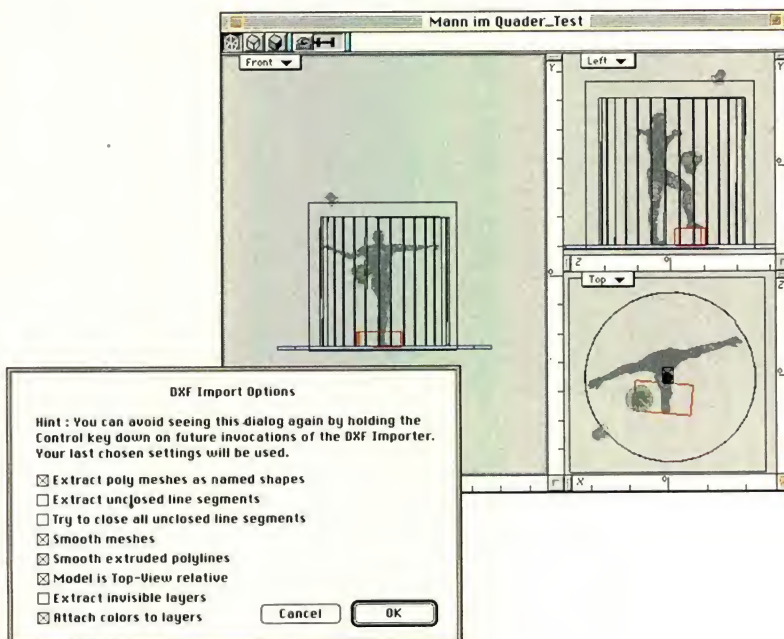 Mann im Quader_Test
Front
Left
Y
Y
Z
Top
Z
X
DXF Import Options
Hint : You can avoid seeing this dialog again by holding the
Control key down on future invocations of the DXF Importer.
Your last chosen settings will be used.
Extract poly meshes as named shapes
Extract unclosed line segments
Try to close all unclosed line segments
Smooth meshes
Smooth extruded polylines
Model is Top-View relative
Extract invisible layers
Attach colors to layers
Cancel
OK